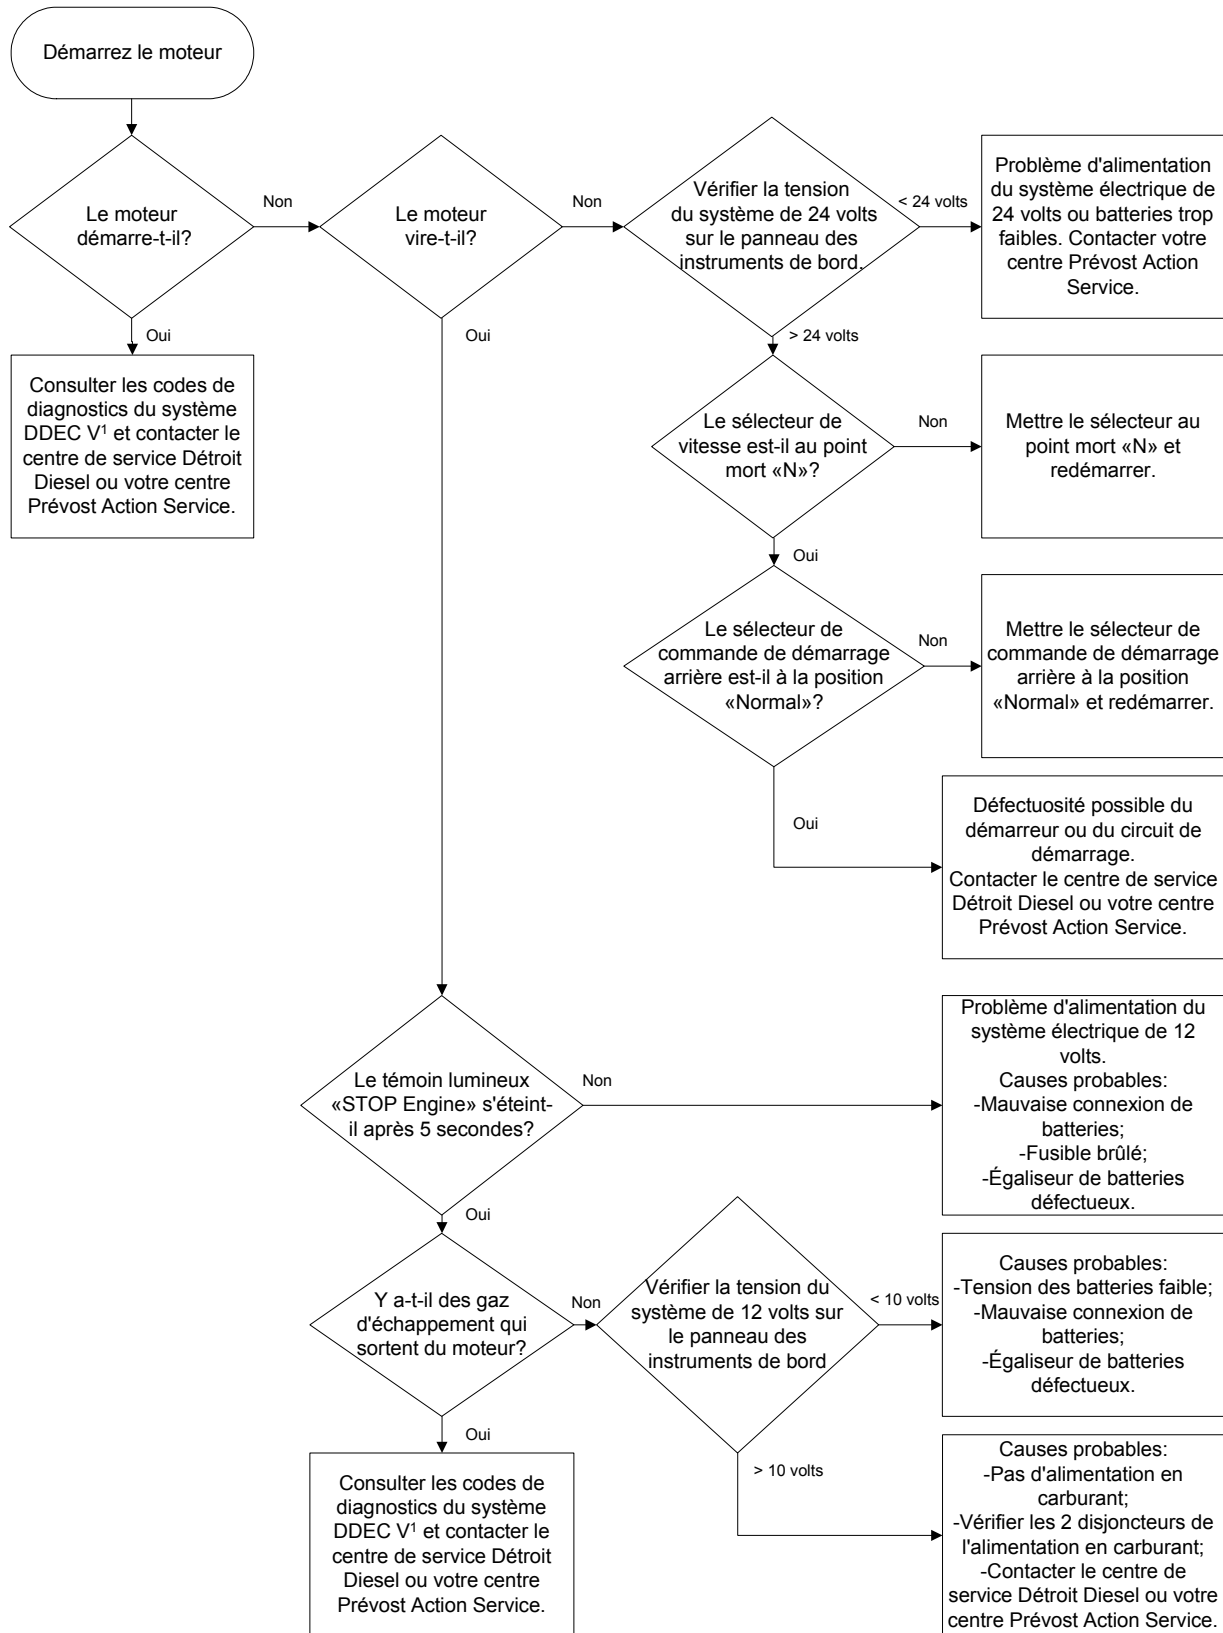 Démarrez le moteur
Le moteur
démarre-t-il?
Non
Le moteur
vire-t-il?
Non
Vérifier la tension
du système de 24 volts
sur le panneau des
instruments de bord.
< 24 volts
Problème d'alimentation
du système électrique de
24 volts ou batteries trop
faibles. Contacter votre
centre Prévost Action
Service.
Oui
Oui
> 24 volts
Consulter les codes de
diagnostics du système
DDEC V¹ et contacter le
centre de service Détroit
Diesel ou votre centre
Prévost Action Service.
Le sélecteur de
vitesse est-il au point
mort «N»?
Non
Mettre le sélecteur au
point mort «N» et
redémarrer.
Oui
Le sélecteur de
commande de démarrage
arrière est-il à la position
«Normal»?
Non
Mettre le sélecteur de
commande de démarrage
arrière à la position
«Normal» et redémarrer.
Oui
Défectuosité possible du
démarreur ou du circuit de
démarrage.
Contacter le centre de service
Détroit Diesel ou votre centre
Prévost Action Service.
Le témoin lumineux
«STOP Engine» s'éteint-
il après 5 secondes?
Non
Problème d'alimentation du
système électrique de 12
volts.
Causes probables:
-Mauvaise connexion de
batteries;
-Fusible brûlé;
-Égaliseur de batteries
défectueux.
Oui
Y a-t-il des gaz
d'échappement qui
sortent du moteur?
Non
Vérifier la tension du
système de 12 volts sur
le panneau des
instruments de bord
< 10 volts
Causes probables:
-Tension des batteries faible;
-Mauvaise connexion de
batteries;
-Égaliseur de batteries
défectueux.
Oui
> 10 volts
Consulter les codes de
diagnostics du système
DDEC V¹ et contacter le
centre de service Détroit
Diesel ou votre centre
Prévost Action Service.
Causes probables:
-Pas d'alimentation en
carburant;
-Vérifier les 2 disjoncteurs de
l'alimentation en carburant;
-Contacter le centre de
service Détroit Diesel ou votre
centre Prévost Action Service.